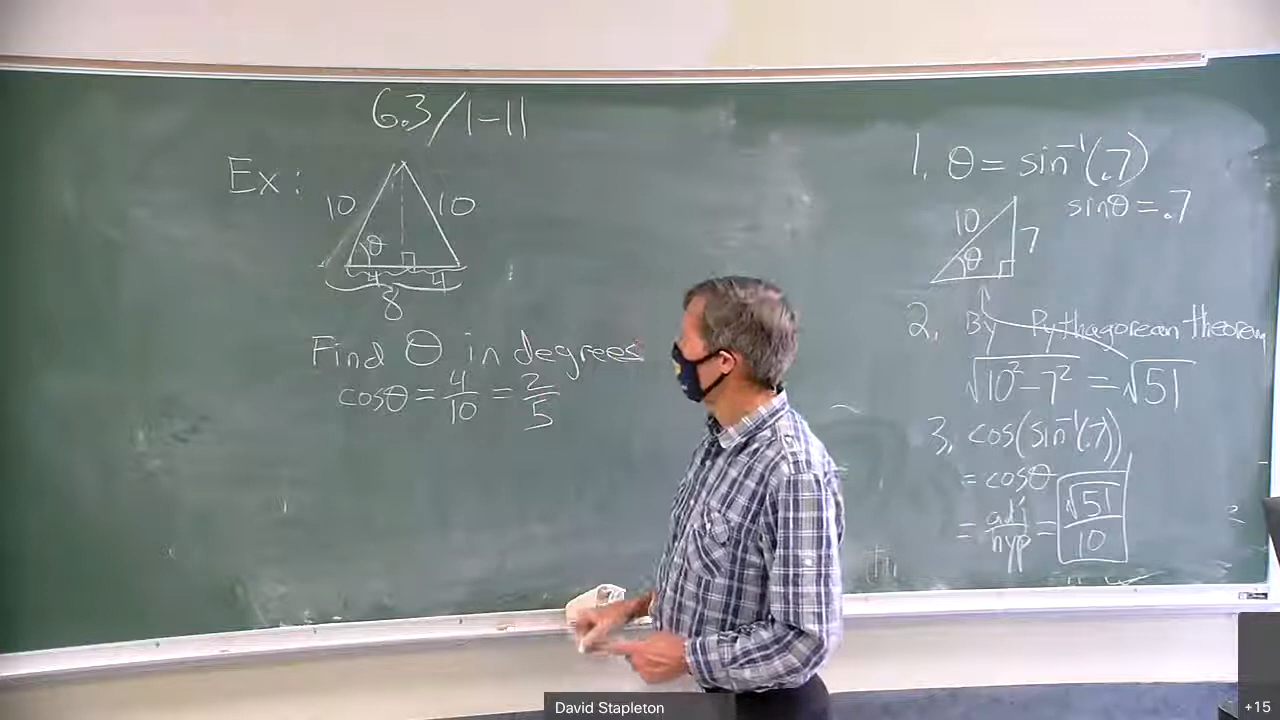 6.3/1-11
Ex:
10 10
θ
4 4
8
Find θ in degrees
cosθ = 4/10 = 2/5
1. θ = sin⁻¹(.7)
sinθ = .7
10 7
θ
2. By Pythagorean theorem
√10²-7² = √51
3. cos(sin⁻¹(.7))
= cosθ
= adj/hyp = √51/10
David Stapleton
+15